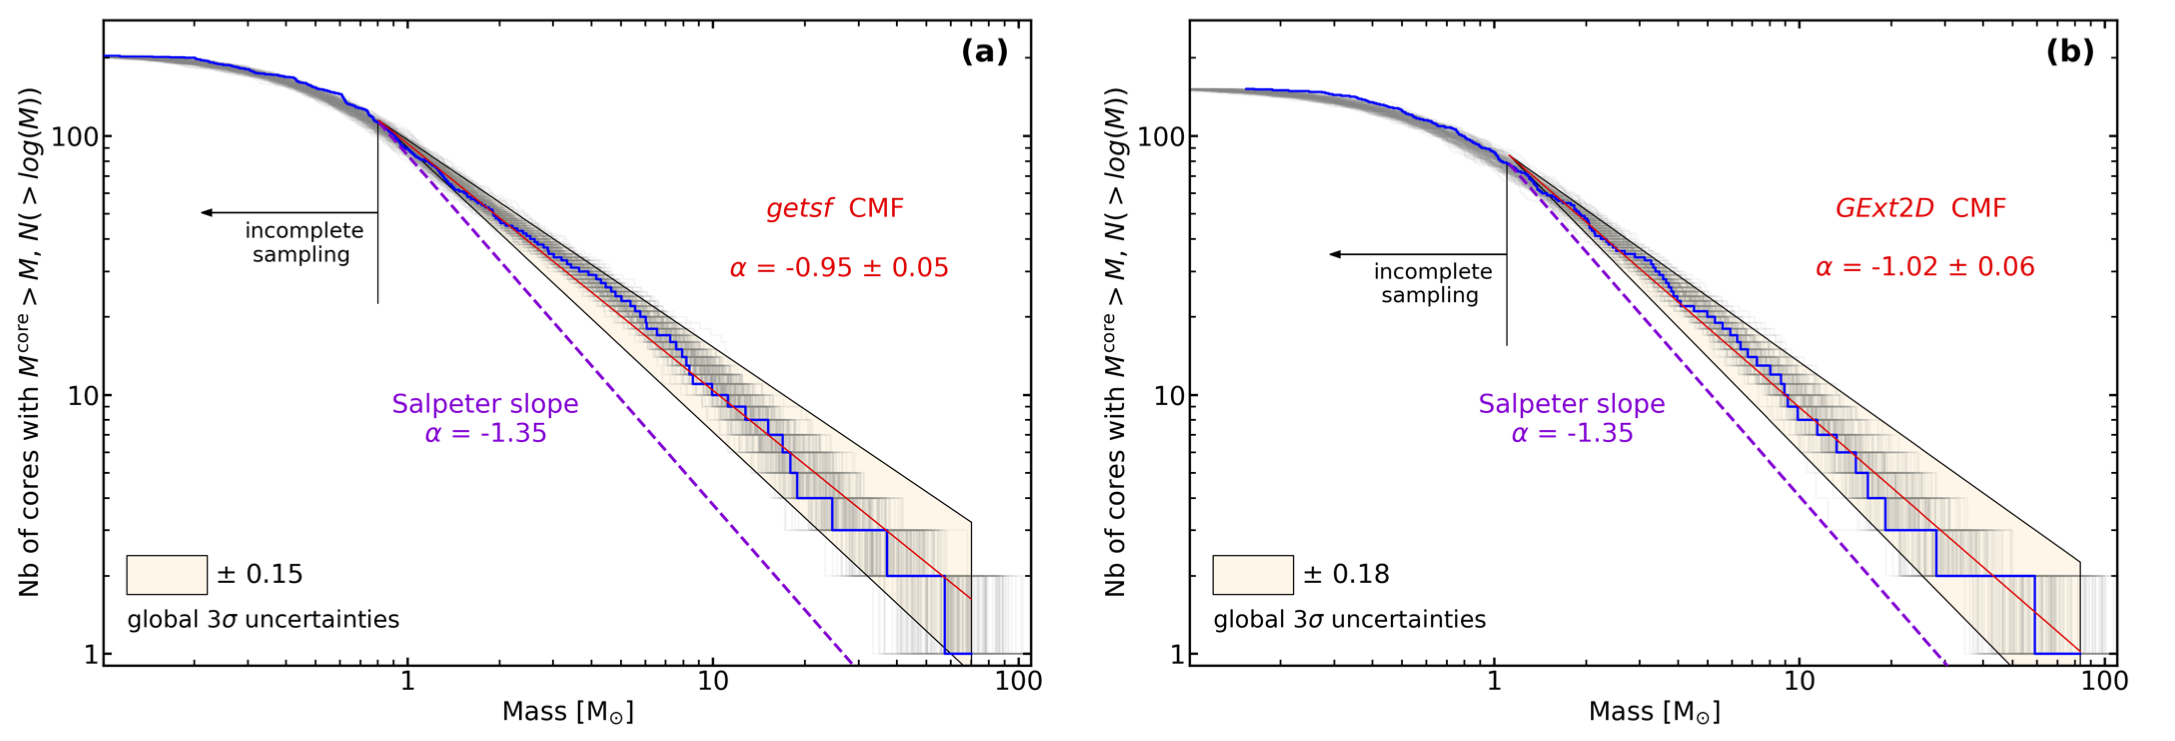 (a)
Nb of cores with M^core > M, N( > log(M))
100
10
1
getsf CMF
α = -0.95 ± 0.05
incomplete
sampling
Salpeter slope
α = -1.35
± 0.15
global 3σ uncertainties
1
10
100
Mass [M⊙]
(b)
Nb of cores with M^core > M, N( > log(M))
100
10
1
GExt2D CMF
α = -1.02 ± 0.06
incomplete
sampling
Salpeter slope
α = -1.35
± 0.18
global 3σ uncertainties
1
10
100
Mass [M⊙]